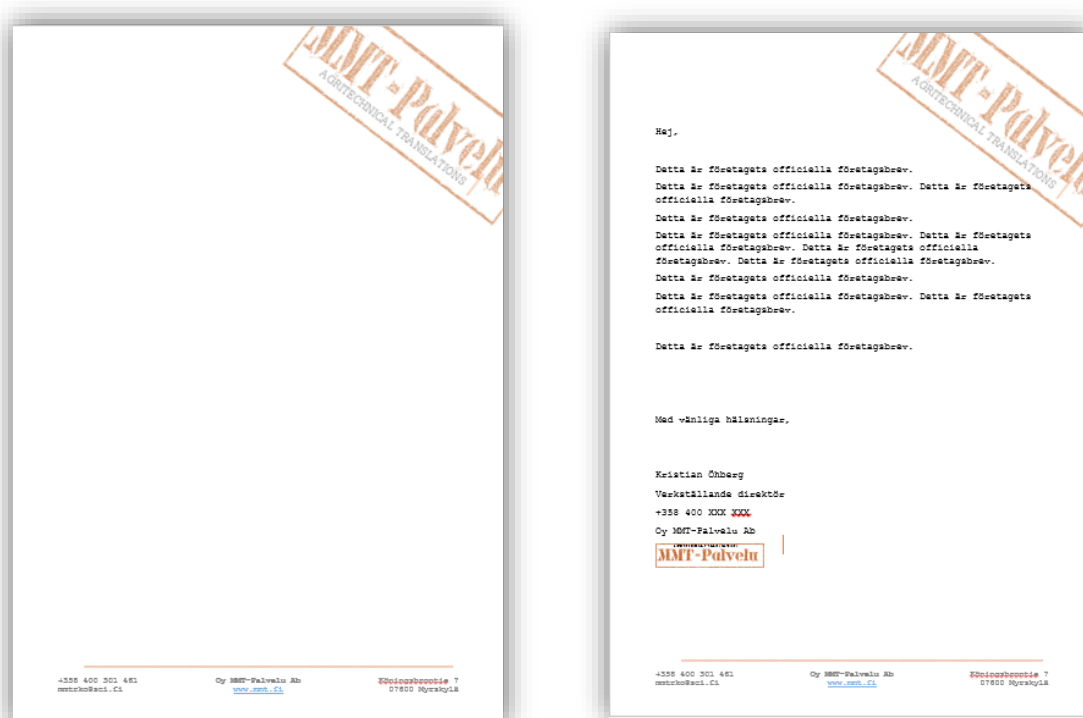 MMT-Palvelu
AGRITECHNICAL TRANSLATIONS
+358 400 301 461
Oy MMT-Palvelu Ab
Köningsbrontie 7
mmtrko@sci.fi
www.mmt.fi
07800 Myrskylä
MMT-Palvelu
AGRITECHNICAL TRANSLATIONS
Hej,
Detta är företagets officiella företagsbrev.
Detta är företagets officiella företagsbrev. Detta är företagets
officiella företagsbrev.
Detta är företagets officiella företagsbrev.
Detta är företagets officiella företagsbrev. Detta är företagets
officiella företagsbrev. Detta är företagets officiella
företagsbrev. Detta är företagets officiella företagsbrev.
Detta är företagets officiella företagsbrev.
Detta är företagets officiella företagsbrev. Detta är företagets
officiella företagsbrev.
Detta är företagets officiella företagsbrev.
Med vänliga hälsningar,
Kristian Öhberg
Verkställande direktör
+358 400 XXX XXX
Oy MMT-Palvelu Ab
MMT-Palvelu
+358 400 301 461
Oy MMT-Palvelu Ab
Köningsbrontie 7
mmtrko@sci.fi
www.mmt.fi
07800 Myrskylä